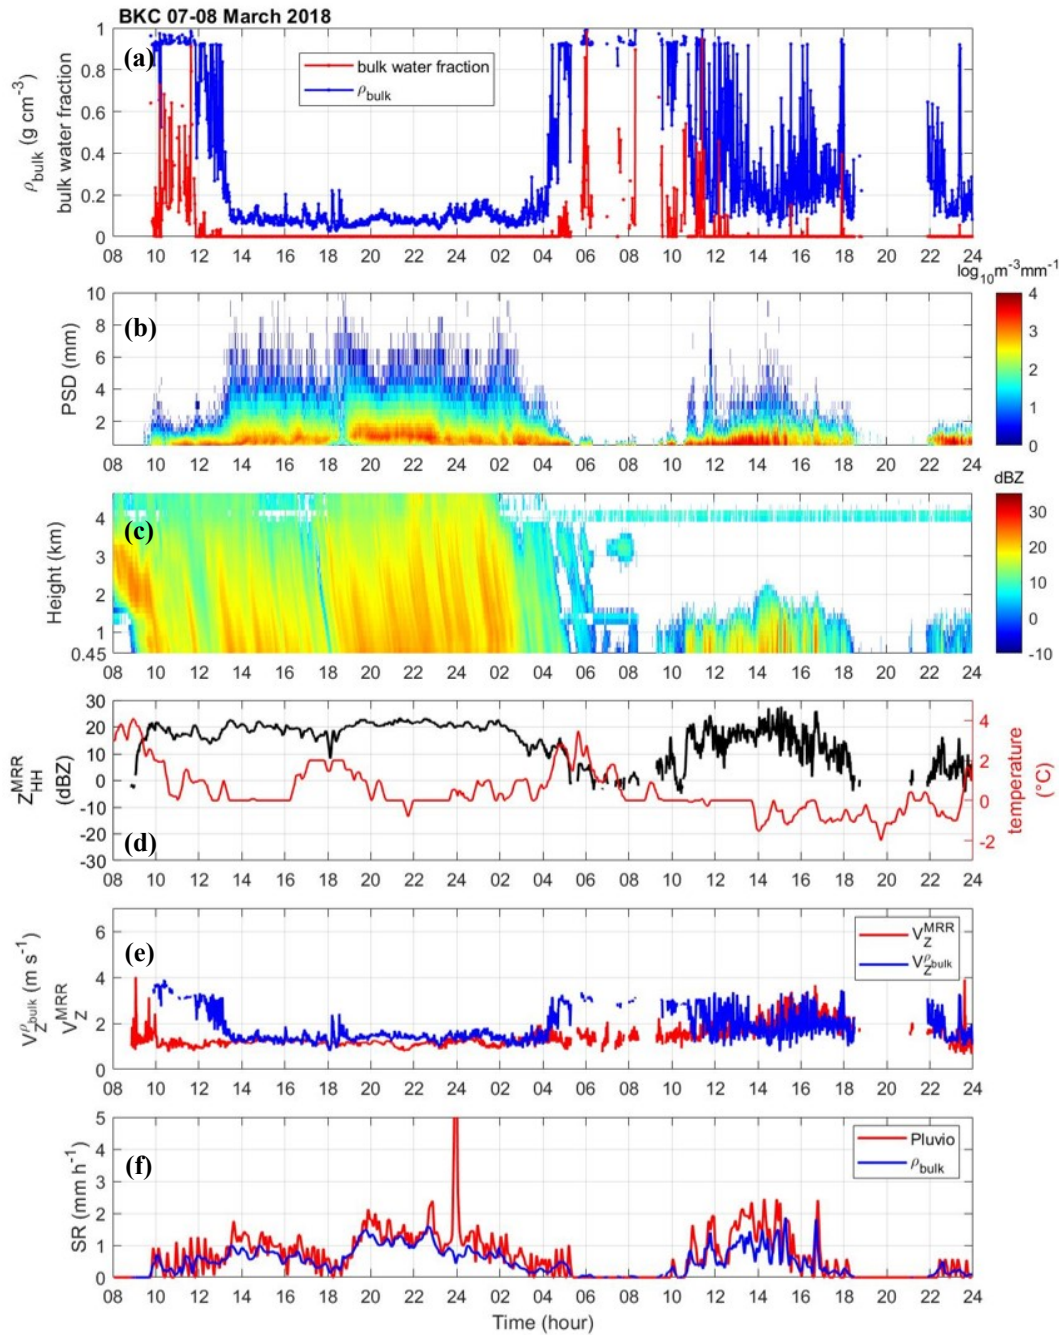 BKC 07-08 March 2018
(a)
bulk water fraction
ρbulk
ρbulk (g cm-3)
bulk water fraction
1
0.8
0.6
0.4
0.2
0
08 10 12 14 16 18 20 22 24 02 04 06 08 10 12 14 16 18 20 22 24
log10m-3mm-1
(b)
PSD (mm)
10
8
6
4
2
4
3
2
1
0
08 10 12 14 16 18 20 22 24 02 04 06 08 10 12 14 16 18 20 22 24
dBZ
(c)
Height (km)
4
3
2
1
0.45
30
20
10
0
-10
08 10 12 14 16 18 20 22 24 02 04 06 08 10 12 14 16 18 20 22 24
(d)
ZHHMRR
(dBZ)
30
20
10
0
-10
-20
-30
4
2
0
-2
temperature
(°C)
08 10 12 14 16 18 20 22 24 02 04 06 08 10 12 14 16 18 20 22 24
(e)
VZMRR
VZρbulk
VZρbulk (m s-1)
VZMRR
6
4
2
0
08 10 12 14 16 18 20 22 24 02 04 06 08 10 12 14 16 18 20 22 24
(f)
Pluvio
ρbulk
SR (mm h-1)
5
4
3
2
1
0
08 10 12 14 16 18 20 22 24 02 04 06 08 10 12 14 16 18 20 22 24
Time (hour)